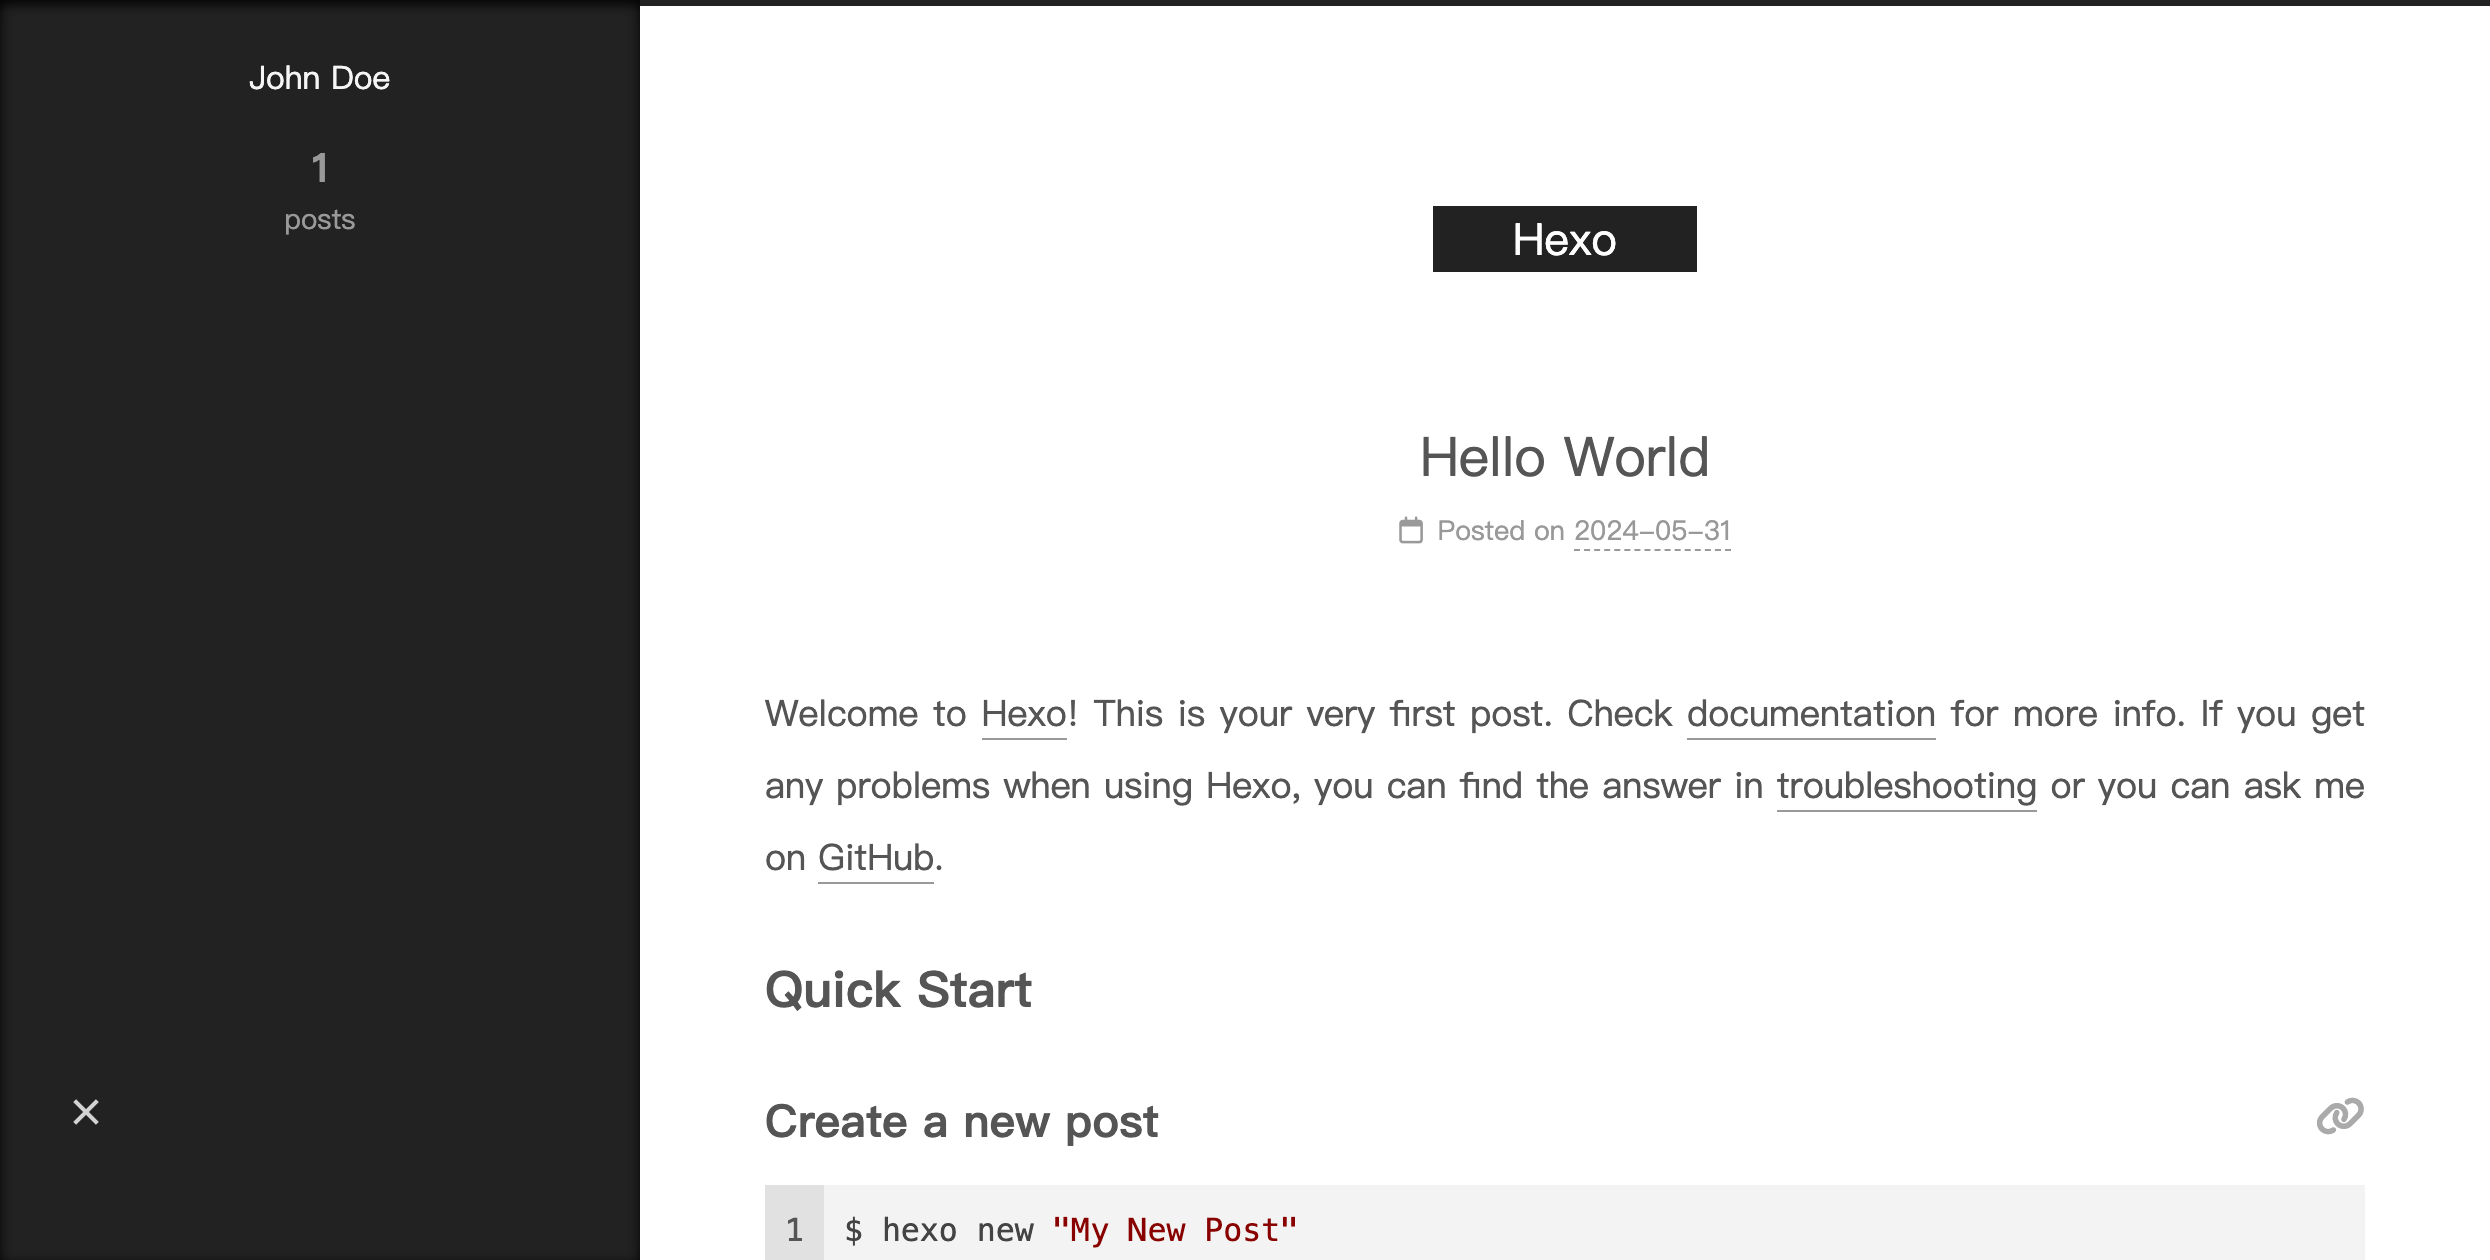 John Doe
1
posts
Hexo
Hello World
Posted on 2024-05-31
Welcome to Hexo! This is your very first post. Check documentation for more info. If you get
any problems when using Hexo, you can find the answer in troubleshooting or you can ask me
on GitHub.
Quick Start
Create a new post
1 $ hexo new "My New Post"